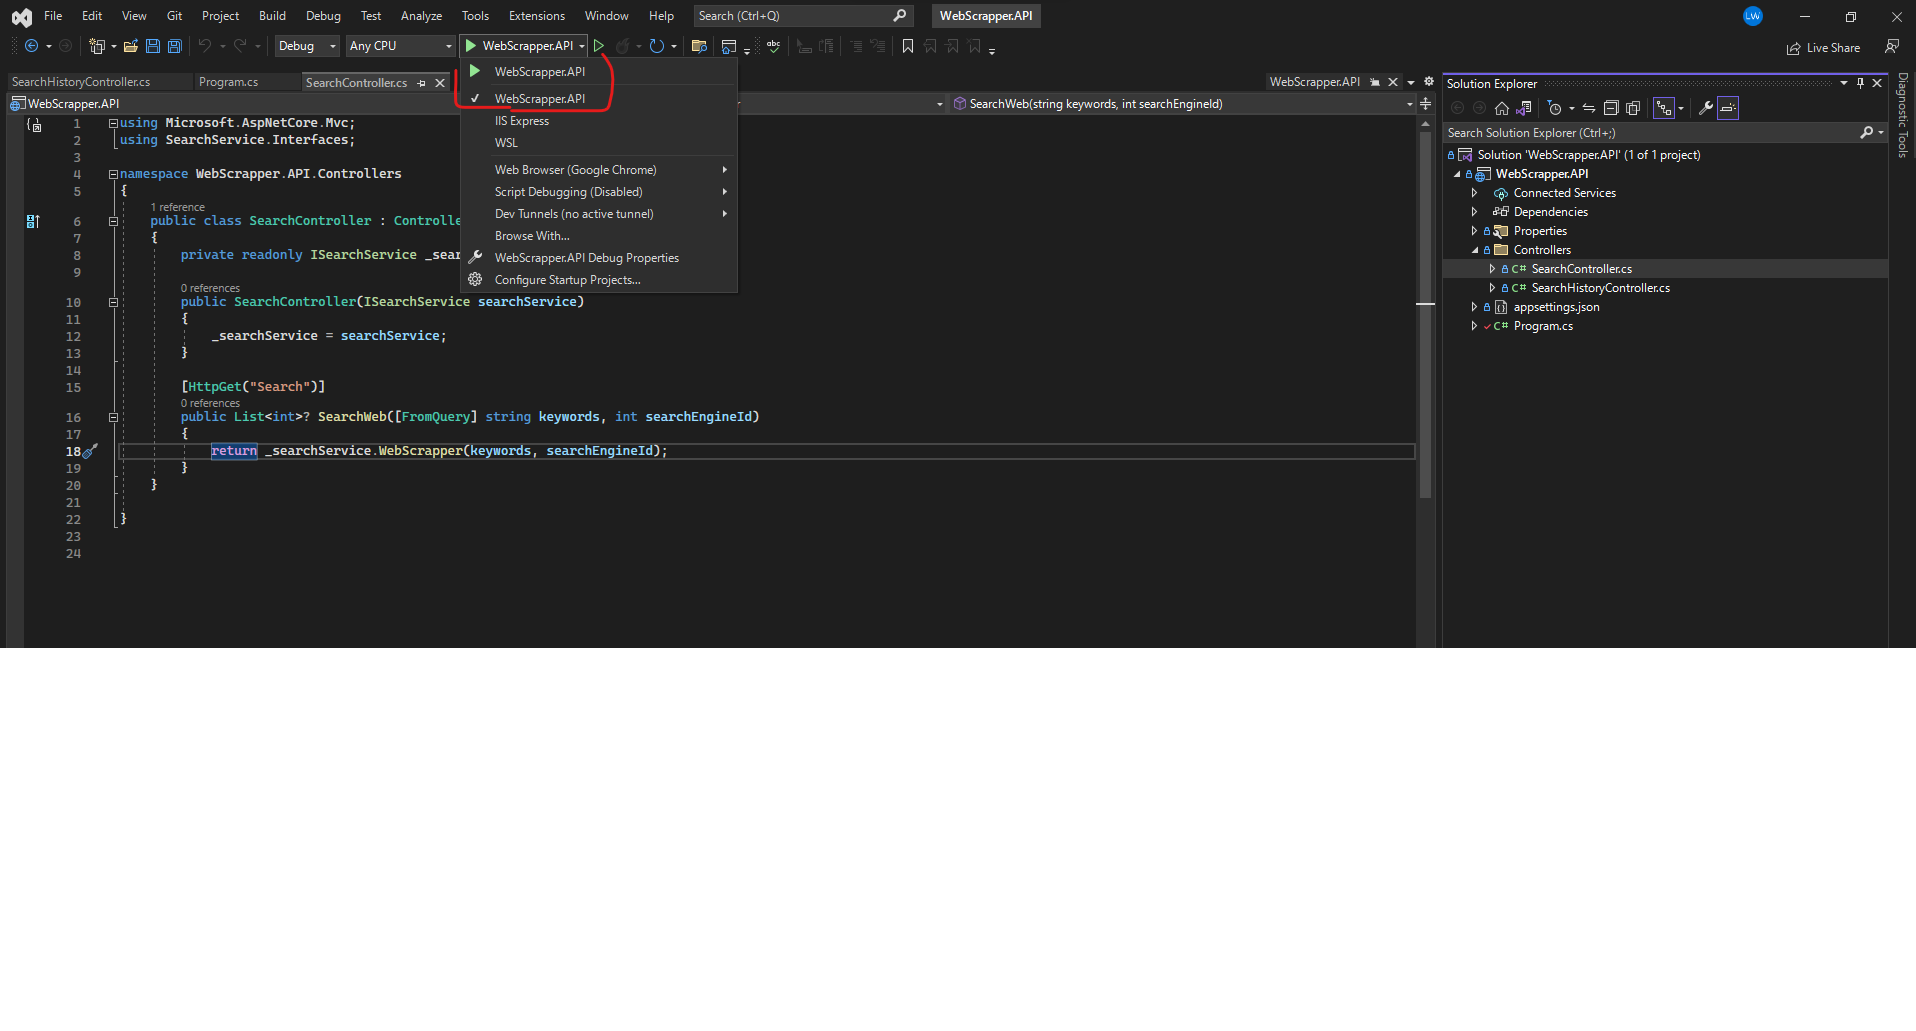 File Edit View Git Project Build Debug Test Analyze Tools Extensions Window Help Search (Ctrl+Q) WebScrapper.API LW
Debug Any CPU WebScrapper.API abc Live Share
SearchHistoryController.cs Program.cs SearchController.cs WebScrapper.API
WebScrapper.API SearchWeb(string keywords, int searchEngineId)
WebScrapper.API
WebScrapper.API
IIS Express
WSL
Web Browser (Google Chrome)
Script Debugging (Disabled)
Dev Tunnels (no active tunnel)
Browse With...
WebScrapper.API Debug Properties
Configure Startup Projects...
1 using Microsoft.AspNetCore.Mvc;
2 using SearchService.Interfaces;
3
4 namespace WebScrapper.API.Controllers
5 {
1 reference
6 public class SearchController : Controlle
7 {
8 private readonly ISearchService _sear
9
0 references
10 public SearchController(ISearchService searchService)
11 {
12 _searchService = searchService;
13 }
14
15 [HttpGet("Search")]
0 references
16 public List<int>? SearchWeb([FromQuery] string keywords, int searchEngineId)
17 {
18 return _searchService.WebScrapper(keywords, searchEngineId);
19 }
20 }
21
22 }
23
24
Solution Explorer
Search Solution Explorer (Ctrl+;)
Solution 'WebScrapper.API' (1 of 1 project)
WebScrapper.API
Connected Services
Dependencies
Properties
Controllers
C# SearchController.cs
C# SearchHistoryController.cs
appsettings.json
C# Program.cs
Diagnostic Tools